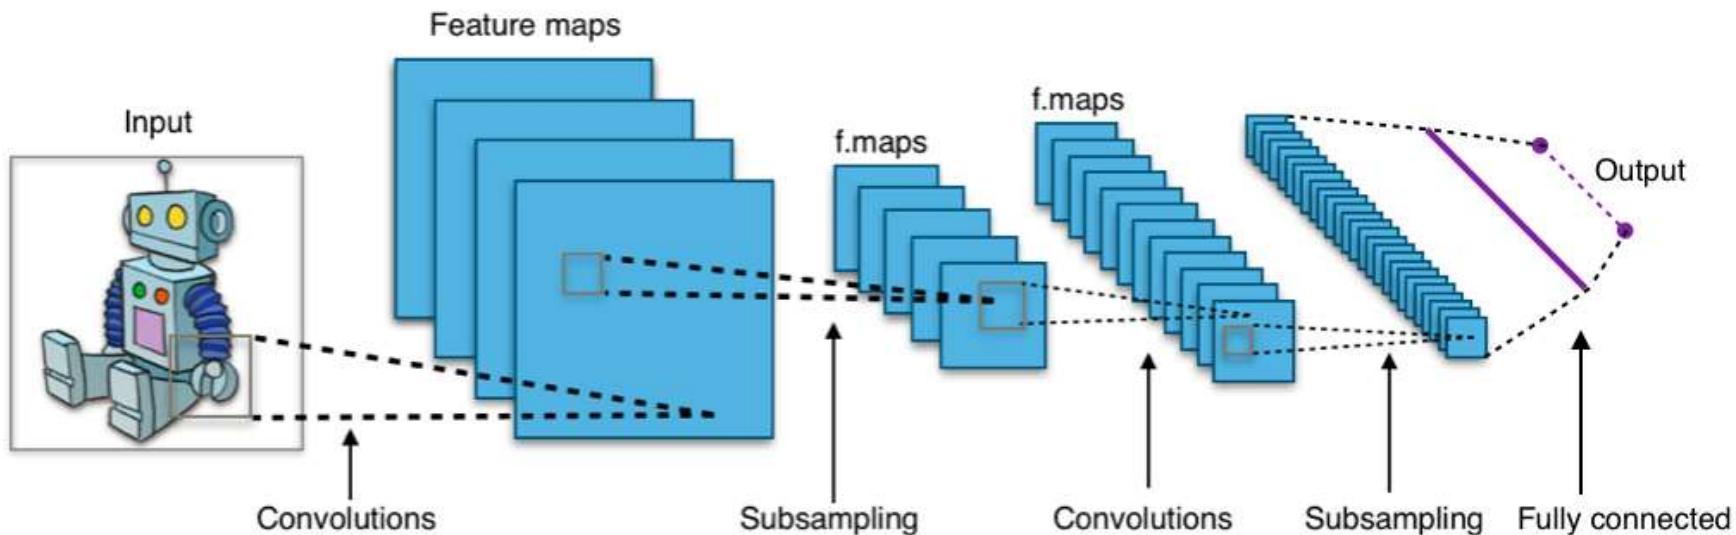 Feature maps
f.maps
Input
f.maps
Output
Convolutions
Subsampling
Convolutions
Subsampling
Fully connected